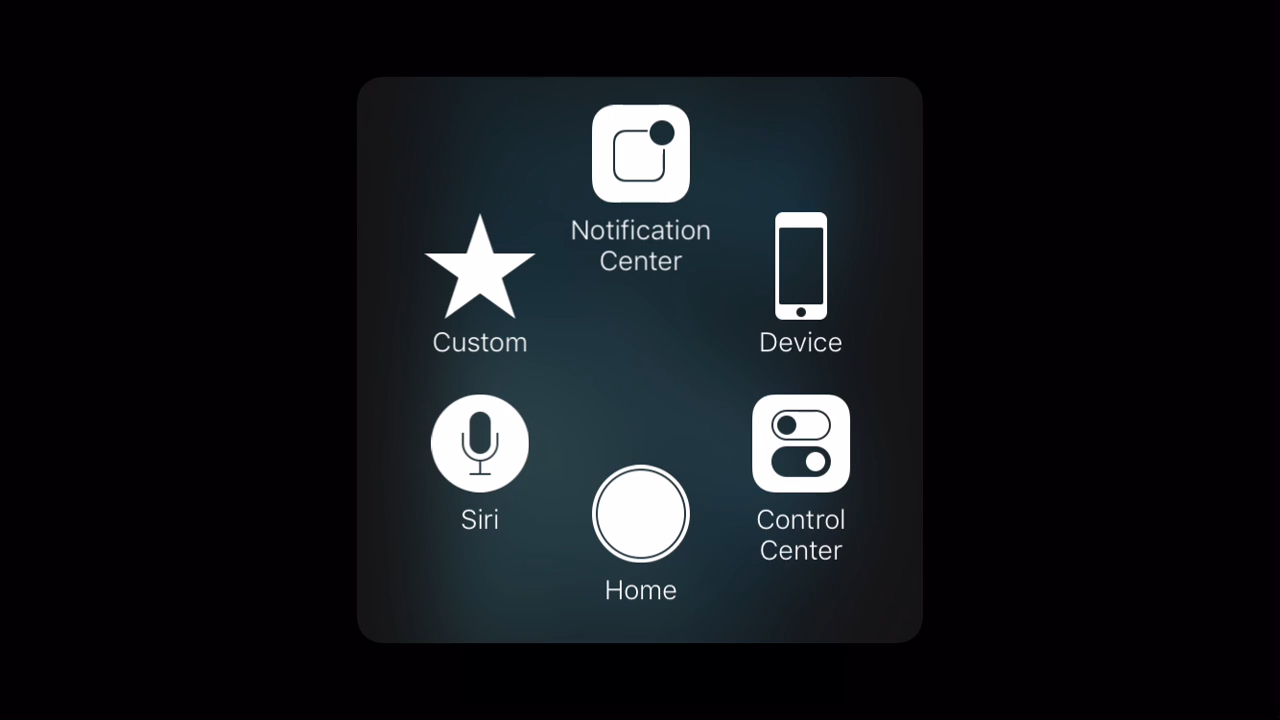 Notification
Center
Custom
Device
Siri
Control
Center
Home